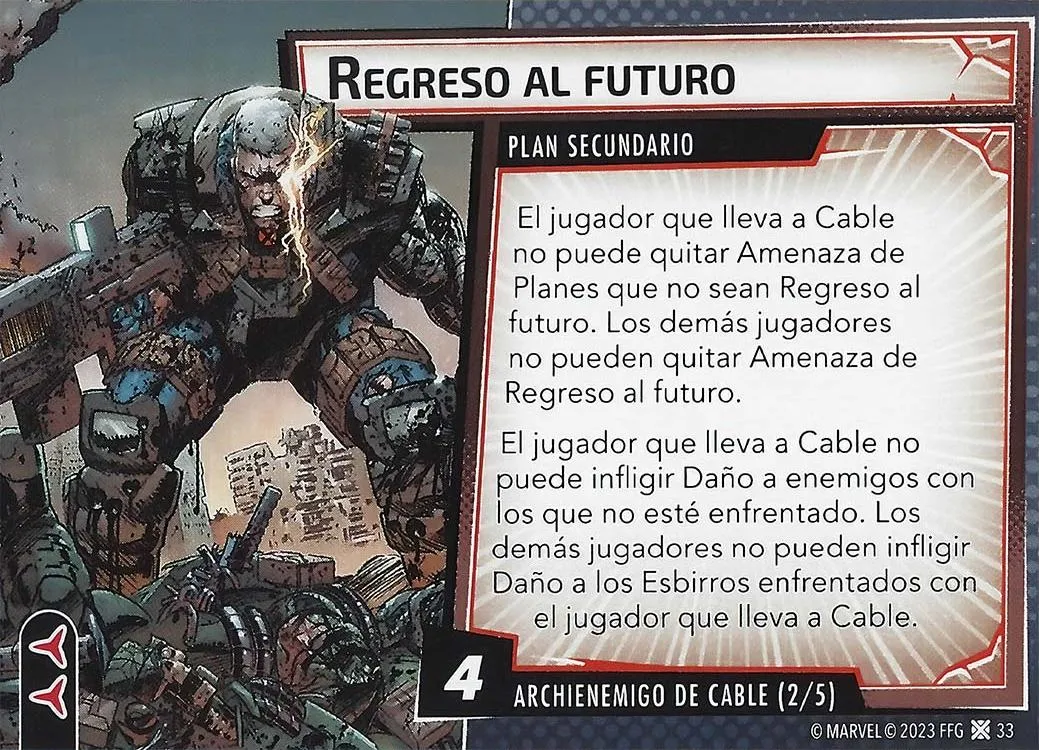 REGRESO AL FUTURO
PLAN SECUNDARIO
El jugador que lleva a Cable
no puede quitar Amenaza de
Planes que no sean Regreso al
futuro. Los demás jugadores
no pueden quitar Amenaza de
Regreso al futuro.
El jugador que lleva a Cable no
puede infligir Daño a enemigos con
los que no esté enfrentado. Los
demás jugadores no pueden infligir
Daño a los Esbirros enfrentados con
el jugador que lleva a Cable.
4
ARCHIENEMIGO DE CABLE (2/5)
© MARVEL © 2023 FFG 33